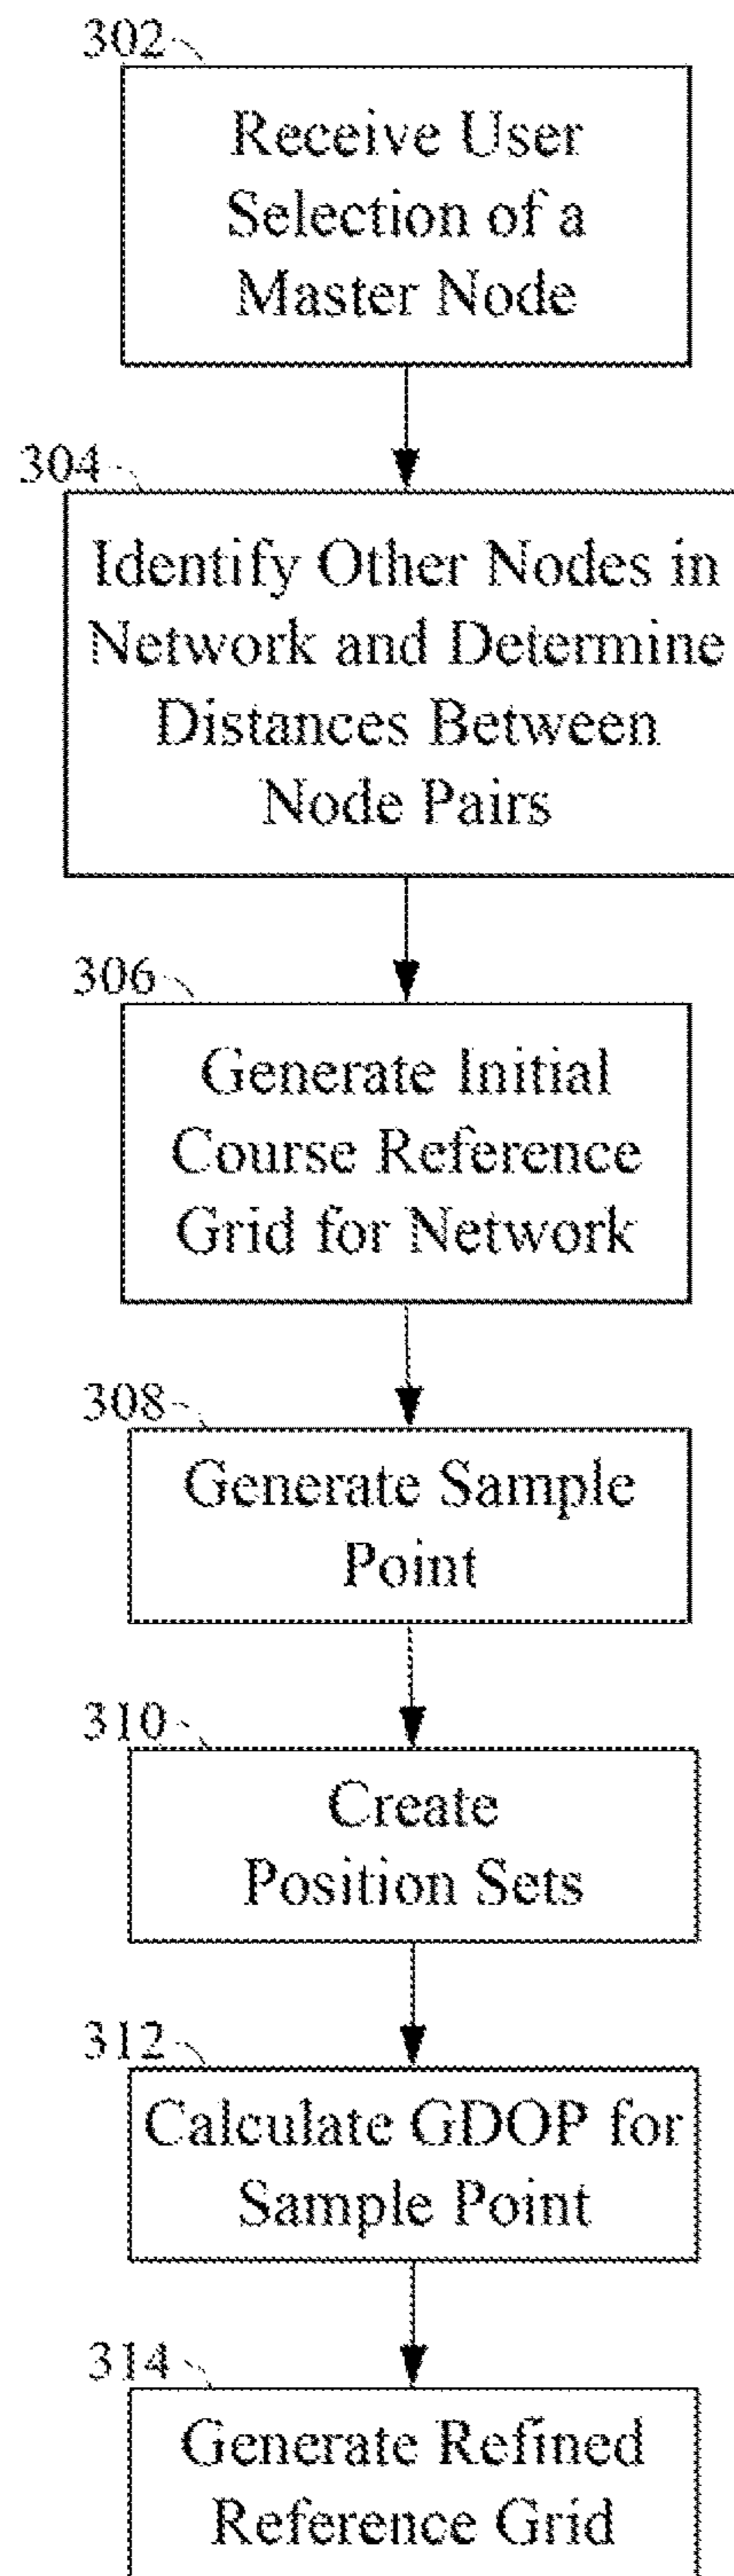 302
Receive User
Selection of a
Master Node
304
Identify Other Nodes in
Network and Determine
Distances Between
Node Pairs
306
Generate Initial
Course Reference
Grid for Network
308
Generate Sample
Point
310
Create
Position Sets
312
Calculate GDOP for
Sample Point
314
Generate Refined
Reference Grid